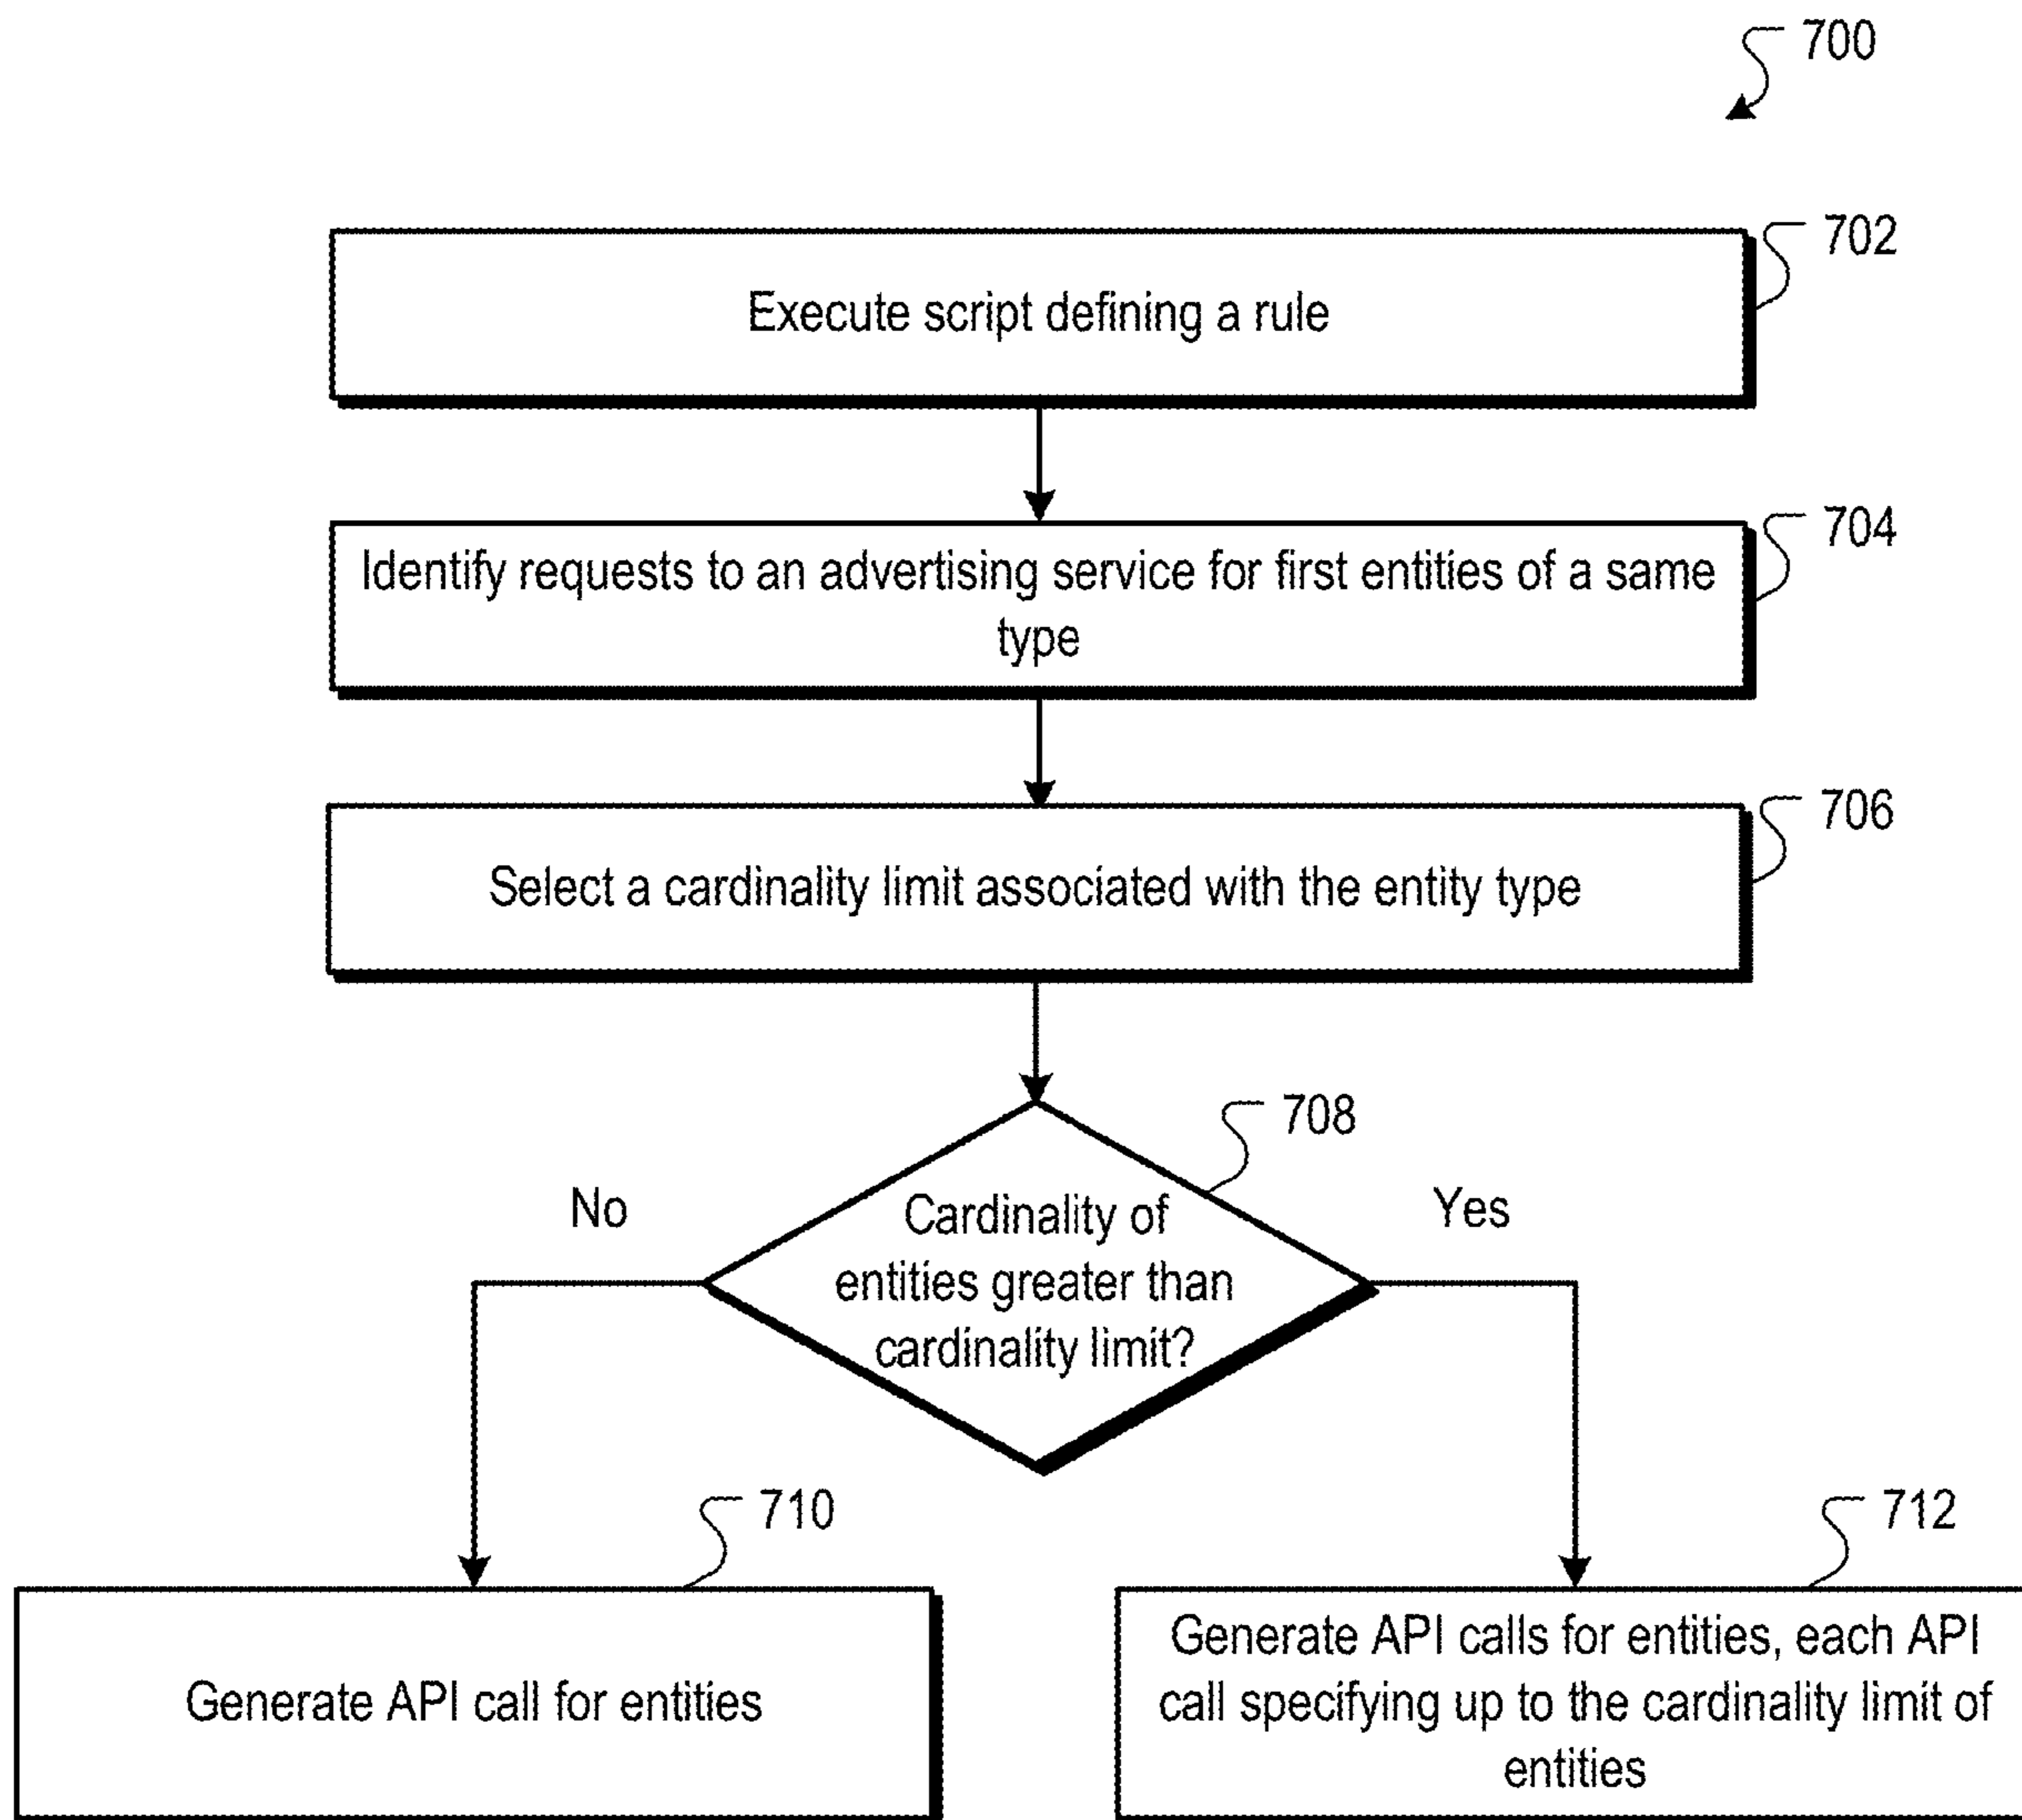 700
702
Execute script defining a rule
704
Identify requests to an advertising service for first entities of a same
type
706
Select a cardinality limit associated with the entity type
708
No
Yes
Cardinality of
entities greater than
cardinality limit?
710
712
Generate API call for entities
Generate API calls for entities, each API
call specifying up to the cardinality limit of
entities